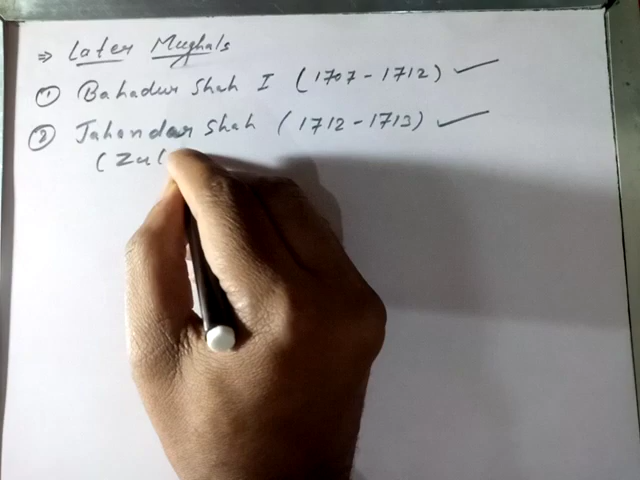 ⇒ Later Mughals
① Bahadur Shah I (1707-1712) ✓
② Jahandar Shah (1712-1713) ✓
(Zul